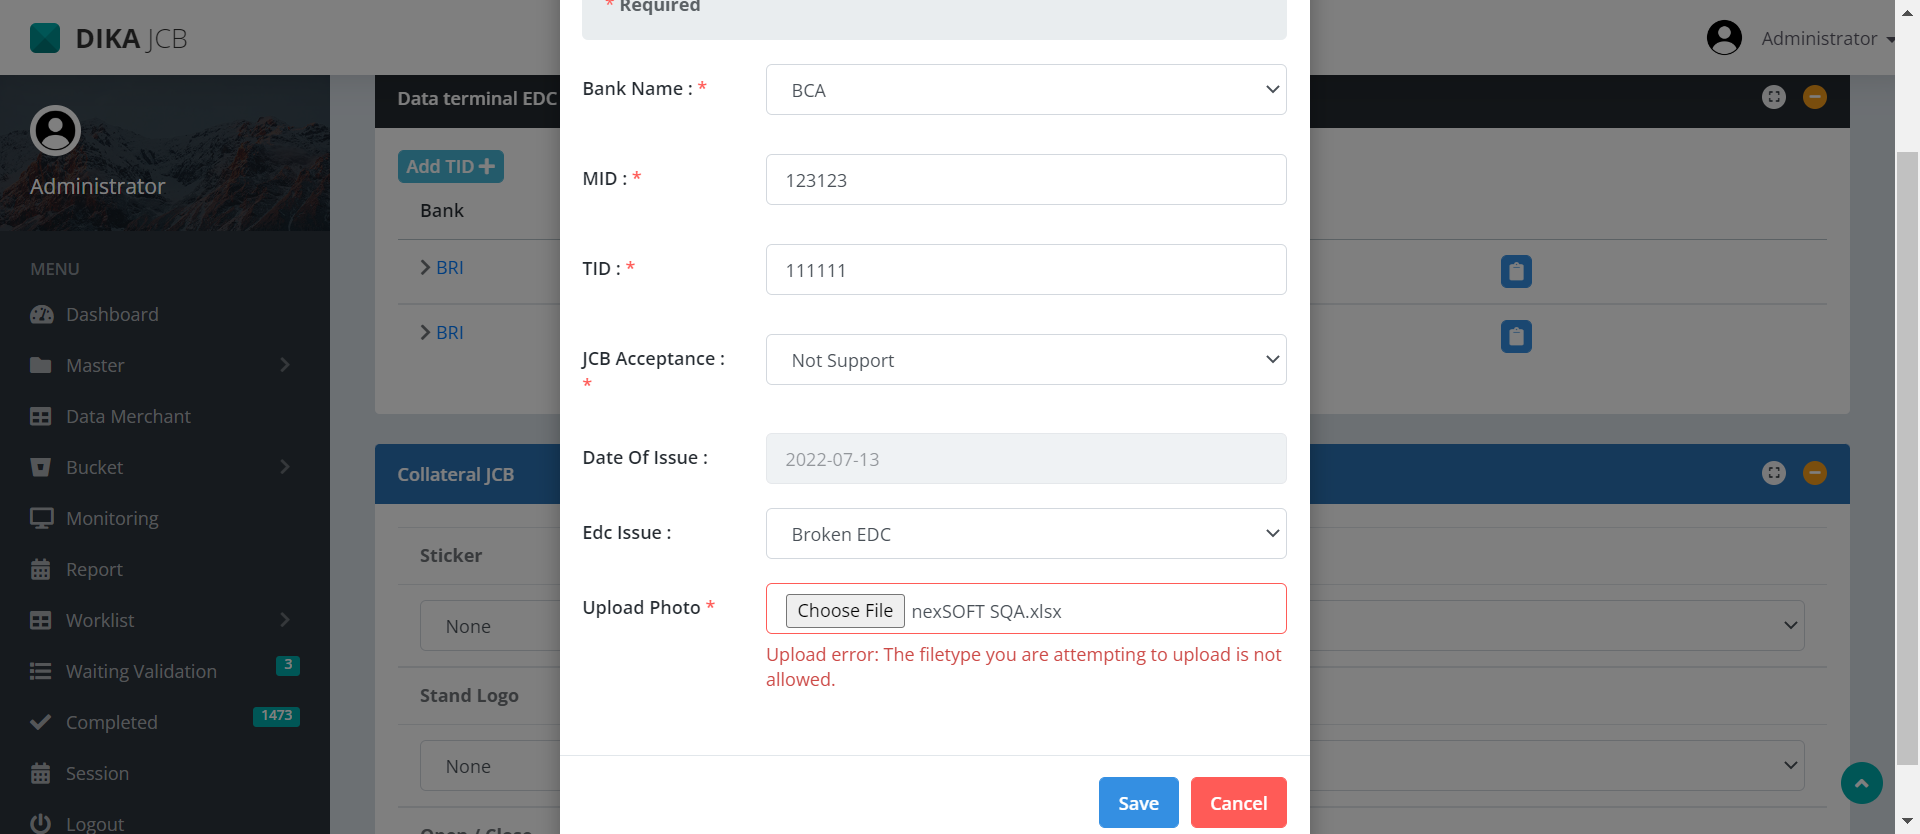 DIKA JCB
Administrator
Administrator
MENU
Dashboard
Master
Data Merchant
Bucket
Monitoring
Report
Worklist
Waiting Validation 3
Completed 1473
Session
Logout
Data terminal EDC
Add TID
Bank
BRI
BRI
Collateral JCB
Sticker
None
Stand Logo
None
Open / Close
* Required
Bank Name : *
BCA
MID : *
123123
TID : *
111111
JCB Acceptance :
*
Not Support
Date Of Issue :
2022-07-13
Edc Issue :
Broken EDC
Upload Photo *
Choose File nexSOFT SQA.xlsx
Upload error: The filetype you are attempting to upload is not
allowed.
Save Cancel